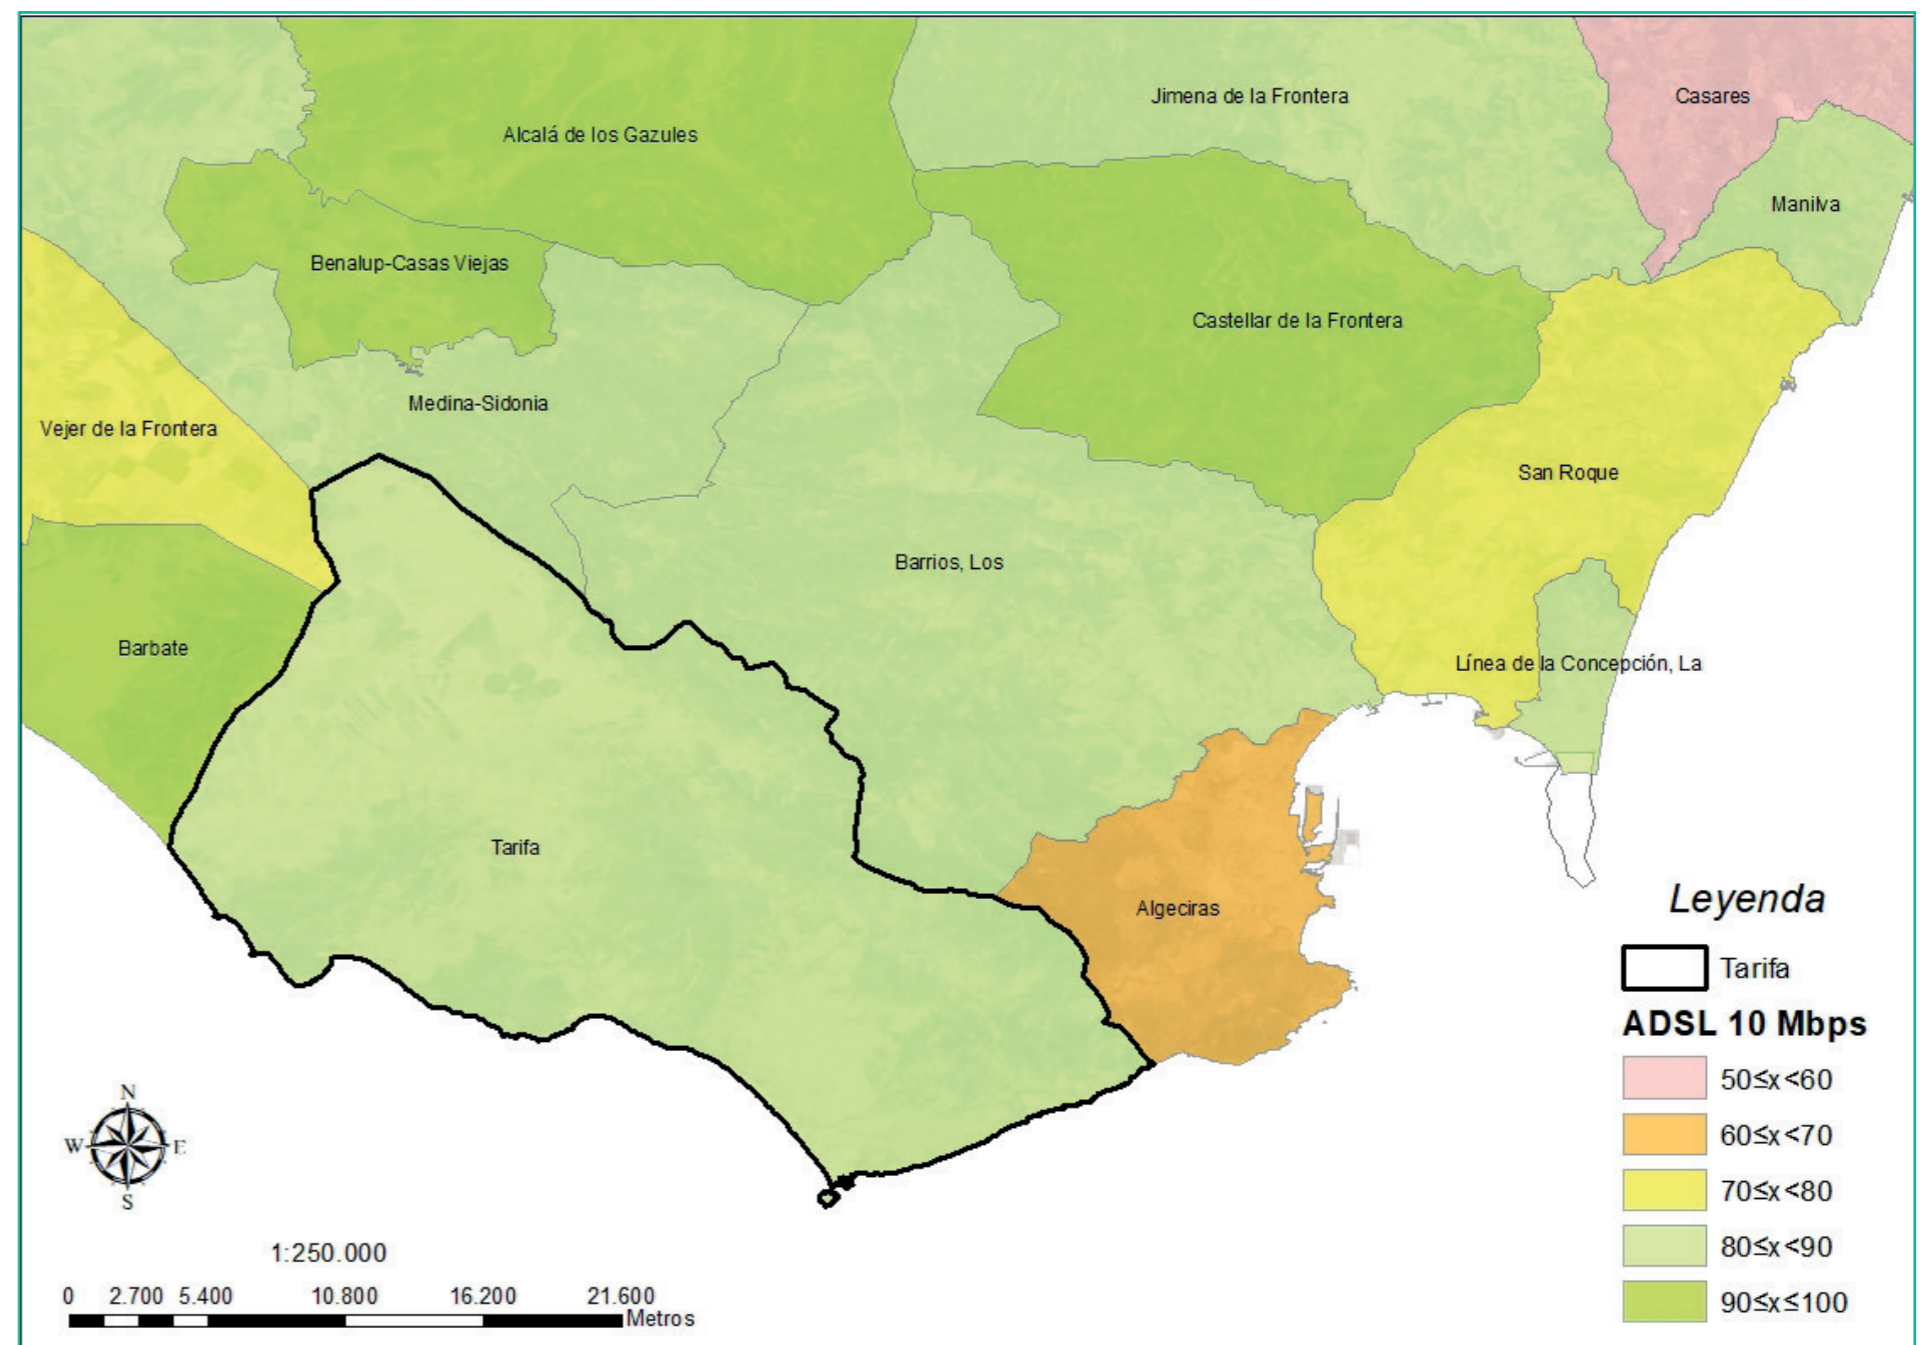 Jimena de la Frontera
Casares
Alcalá de los Gazules
Manilva
Benalup-Casas Viejas
Castellar de la Frontera
Medina-Sidonia
Vejer de la Frontera
San Roque
Barrios, Los
Barbate
Línea de la Concepción, La
Tarifa
Algeciras
Leyenda
Tarifa
ADSL 10 Mbps
50≤x<60
60≤x<70
70≤x<80
80≤x<90
90≤x≤100
N
W E
S
1:250.000
0 2.700 5.400 10.800 16.200 21.600
Metros